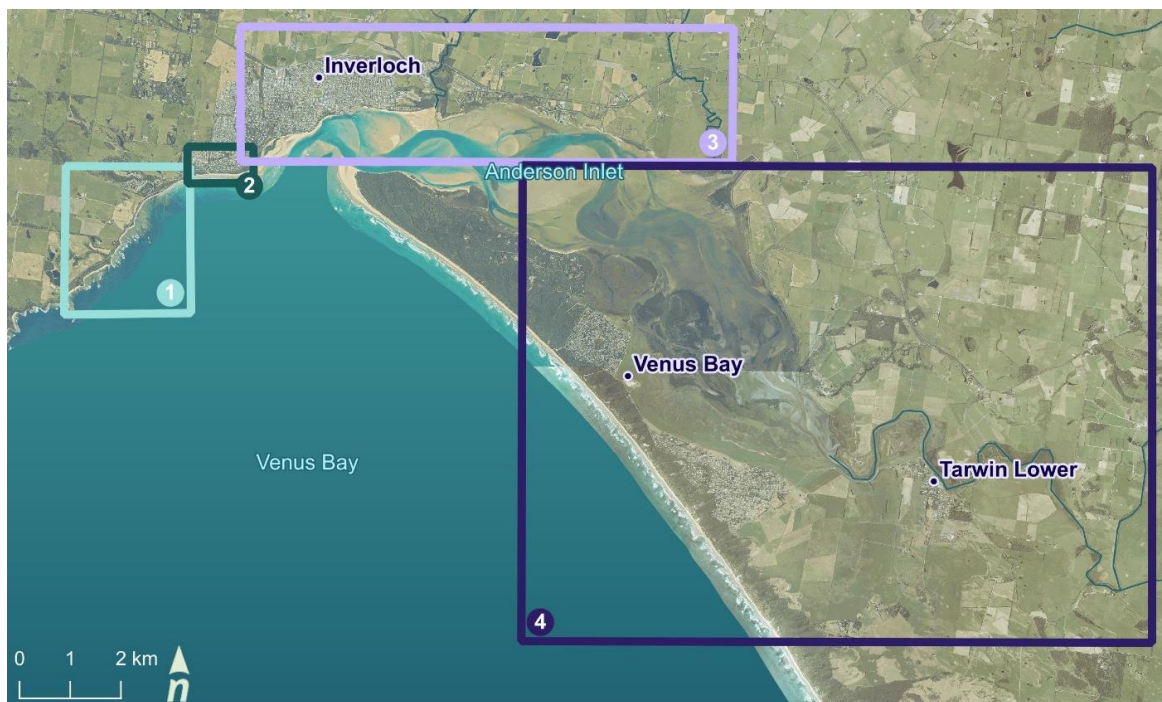 Inverloch
3
Anderson Inlet
2
1
Venus Bay
Venus Bay
Tarwin Lower
4
0 1 2 km
n